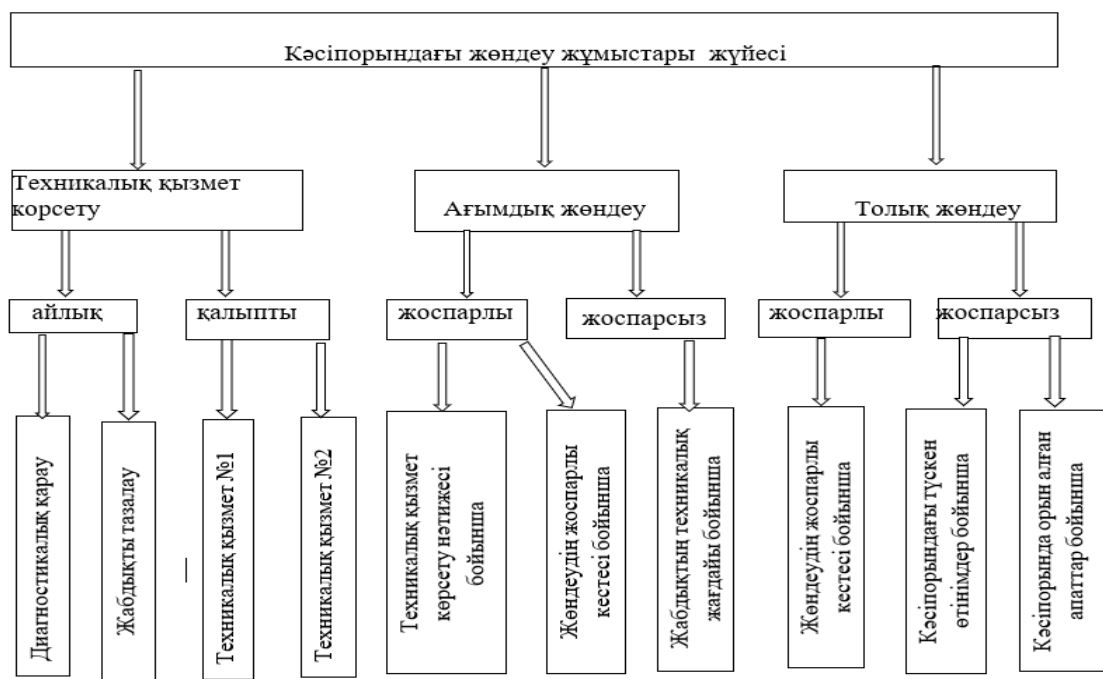 Кәсіпорындағы жөндеу жұмыстары жүйесі
Техникалық қызмет
корсету
Ағымдық жөндеу
Толық жөндеу
айлық
қалыпты
жоспарлы
жоспарсыз
жоспарлы
жоспарсыз
Диагностикалық қарау
Жабдықты тазалау
Техникалық қызмет №1
Техникалық қызмет №2
Техникалық қызмет
көрсету нәтижесі
бойынша
Жөндеудің жоспарлы
кестесі бойынша
Жабдықтың техникалық
жағдайы бойынша
Жөндеудің жоспарлы
кестесі бойынша
Кәсіпорындағы түскен
өтінімдер бойынша
Кәсіпорында орын алған
апаттар бойынша